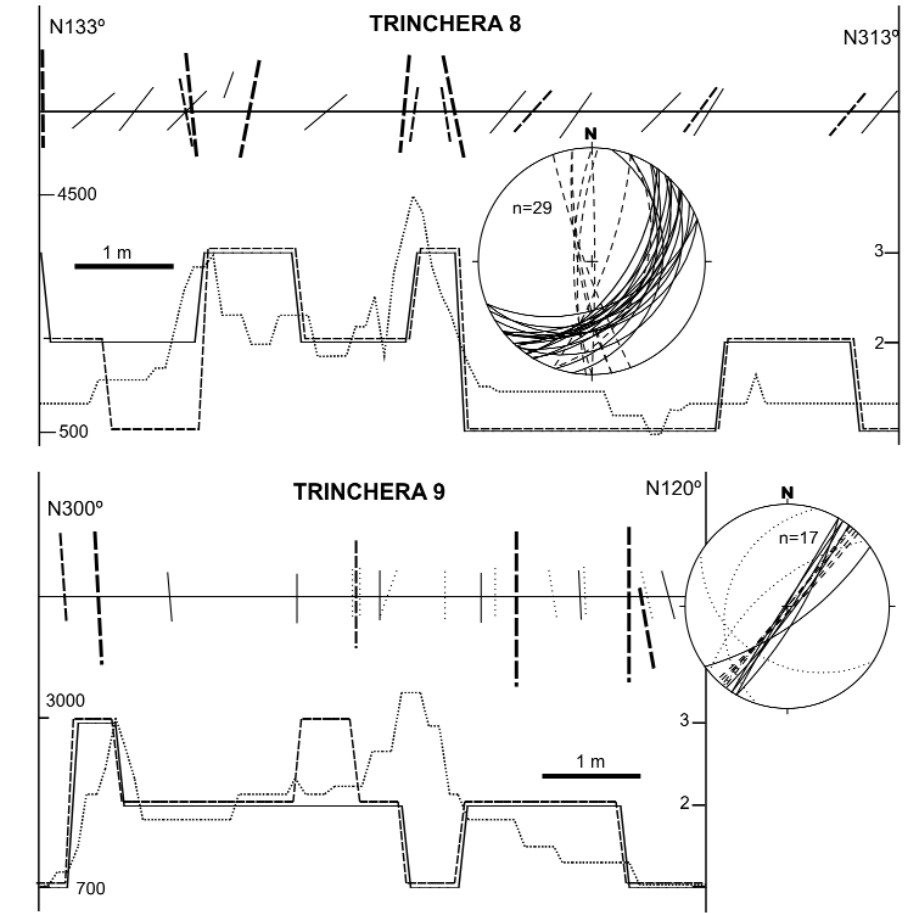 TRINCHERA 8
N133º
N313º
N
n=29
4500
1 m
3
2
500
TRINCHERA 9
N300º
N120º
N
n=17
3000
3
1 m
2
700